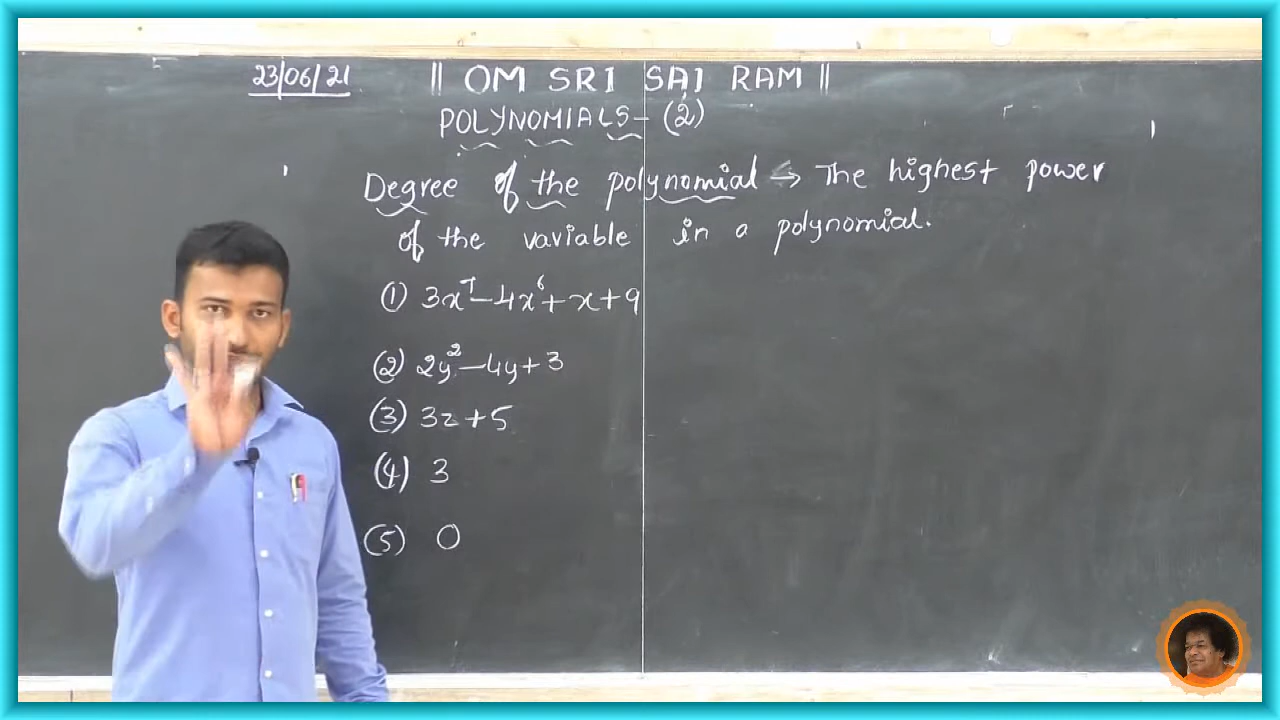 23/06/21
|| OM SRI SAI RAM ||
POLYNOMIALS-(2)
Degree of the polynomial → The highest power
of the variable in a polynomial.
(1) 3x⁷-4x⁶+x+9
(2) 2y²-4y+3
(3) 3z+5
(4) 3
(5) 0